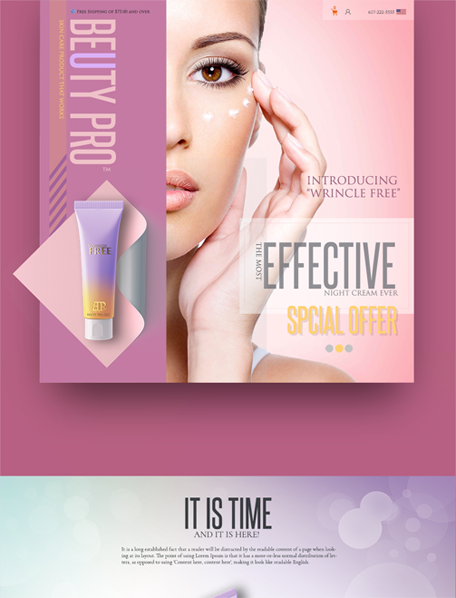 FREE SHIPPING OF $75.00 AND OVER
BEUTY PRO™
SKIN CARE PRODUCT THAT WORKS
INTRODUCING
"WRINCLE FREE"
THE MOST
EFFECTIVE
NIGHT CREAM EVER
SPCIAL OFFER
FREE
IT IS TIME
AND IT IS HERE!
It is a long established fact that a reader will be distracted by the readable content of a page when look-
ing at its layout. The point of using Lorem Ipsum is that it has a more-or-less normal distribution of let-
ters, as opposed to using 'Content here, content here', making it look like readable English.